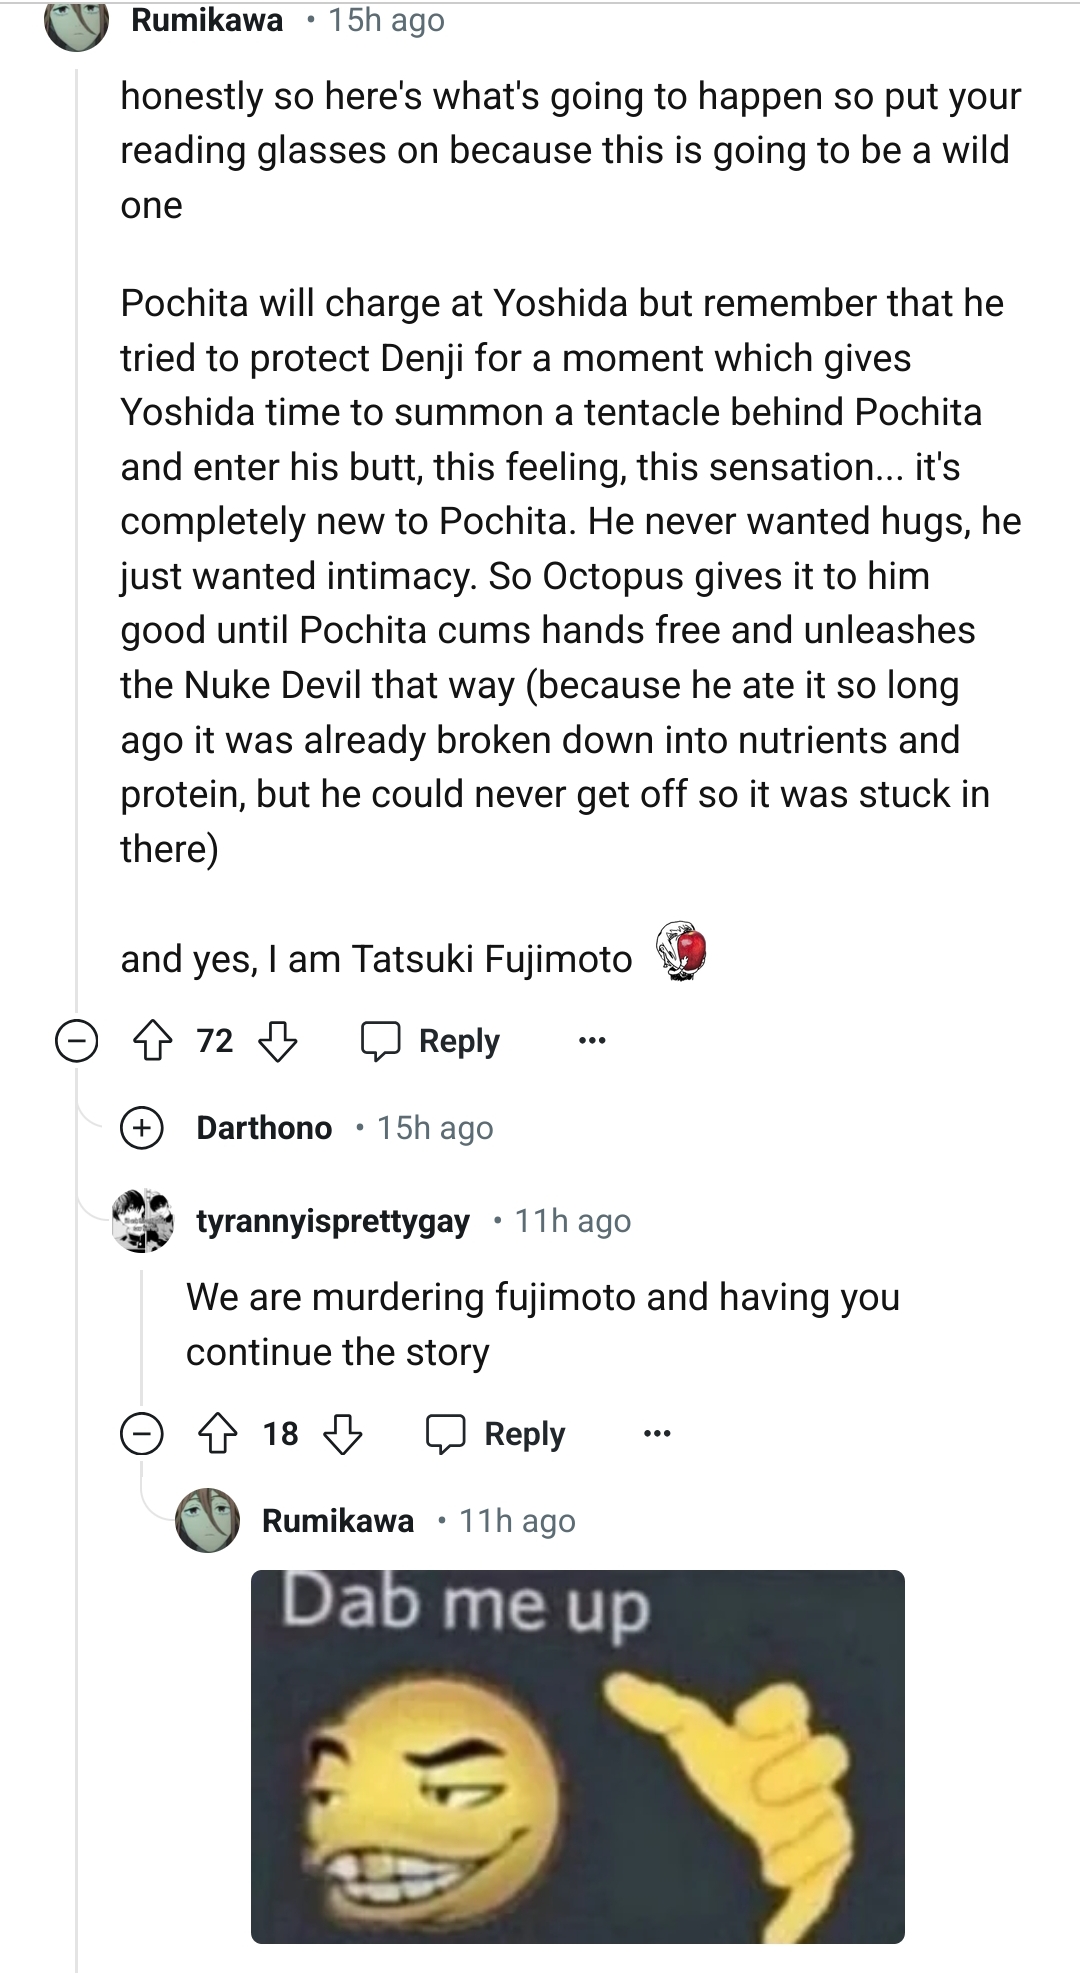 Rumikawa • 15h ago
honestly so here's what's going to happen so put your
reading glasses on because this is going to be a wild
one
Pochita will charge at Yoshida but remember that he
tried to protect Denji for a moment which gives
Yoshida time to summon a tentacle behind Pochita
and enter his butt, this feeling, this sensation... it's
completely new to Pochita. He never wanted hugs, he
just wanted intimacy. So Octopus gives it to him
good until Pochita cums hands free and unleashes
the Nuke Devil that way (because he ate it so long
ago it was already broken down into nutrients and
protein, but he could never get off so it was stuck in
there)
and yes, I am Tatsuki Fujimoto
72 Reply ...
Darthono • 15h ago
tyrannyisprettygay • 11h ago
We are murdering fujimoto and having you
continue the story
18 Reply ...
Rumikawa • 11h ago
Dab me up